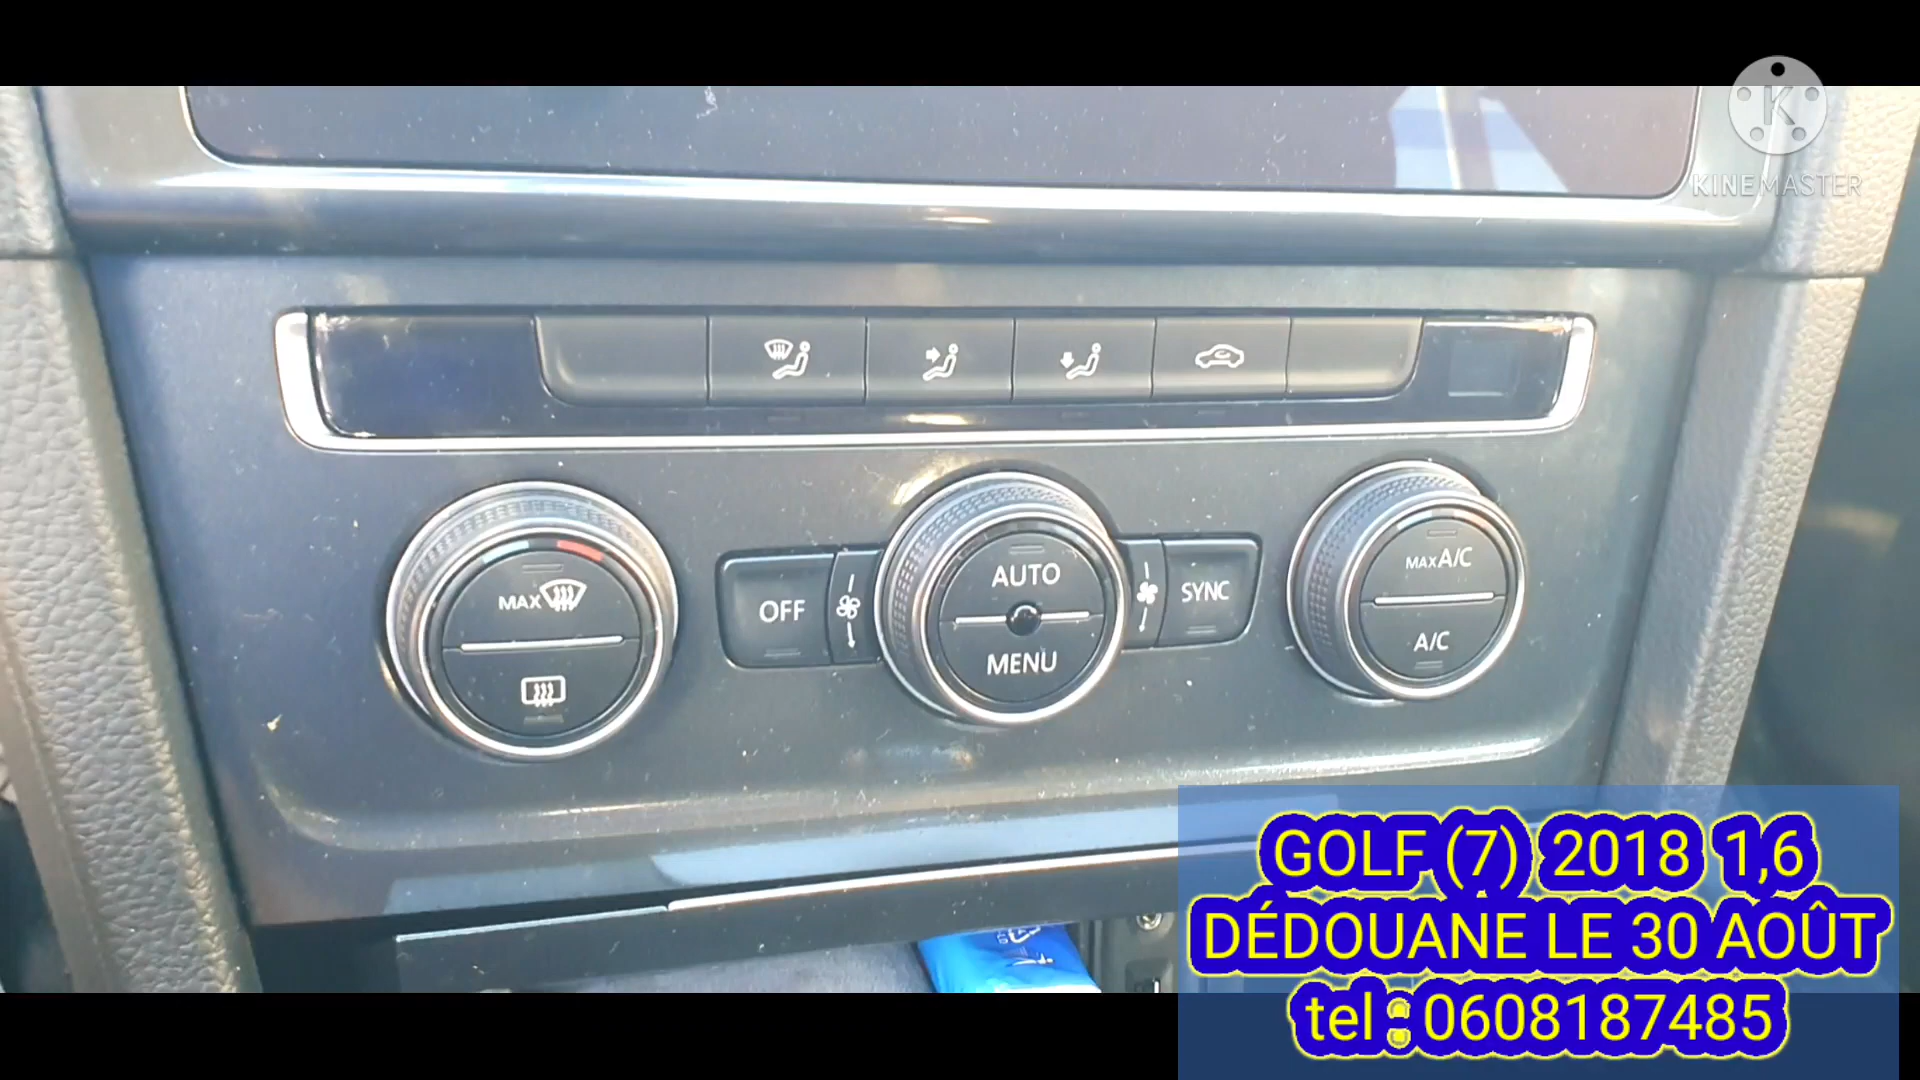 K
KINEMASTER
MAX
OFF
AUTO
MENU
SYNC
MAX A/C
A/C
GOLF (7) 2018 1,6
DÉDOUANE LE 30 AOÛT
tel : 0608187485